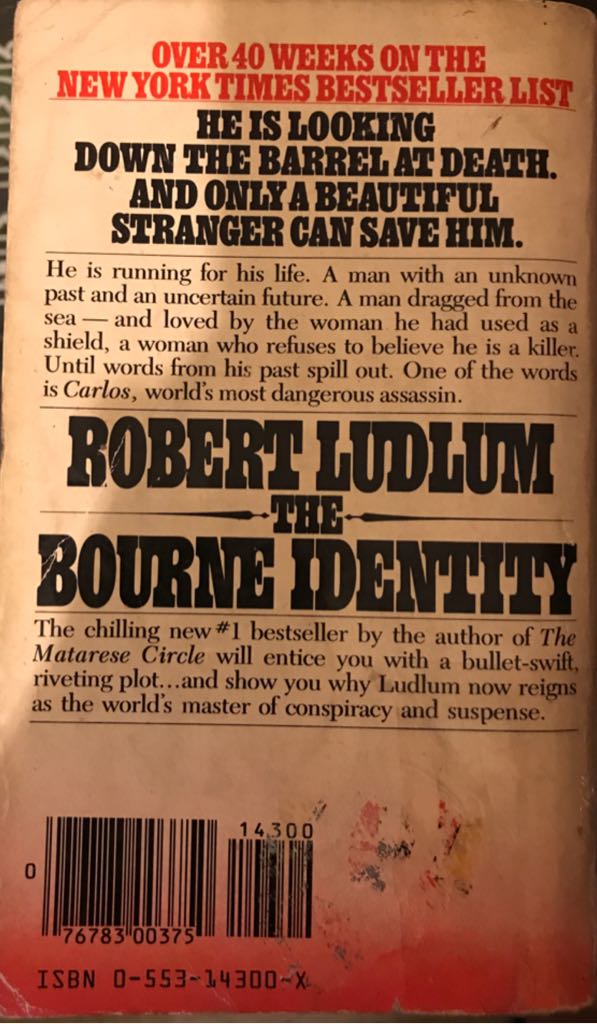 OVER 40 WEEKS ON THE
NEW YORK TIMES BESTSELLER LIST
HE IS LOOKING
DOWN THE BARREL AT DEATH.
AND ONLY A BEAUTIFUL
STRANGER CAN SAVE HIM.
He is running for his life. A man with an unknown
past and an uncertain future. A man dragged from the
sea — and loved by the woman he had used as a
shield, a woman who refuses to believe he is a killer.
Until words from his past spill out. One of the words
is Carlos, world's most dangerous assassin.
ROBERT LUDLUM
THE
BOURNE IDENTITY
The chilling new #1 bestseller by the author of The
Matarese Circle will entice you with a bullet-swift,
riveting plot...and show you why Ludlum now reigns
as the world's master of conspiracy and suspense.
14300
0
76783 00375
ISBN 0-553-14300-X